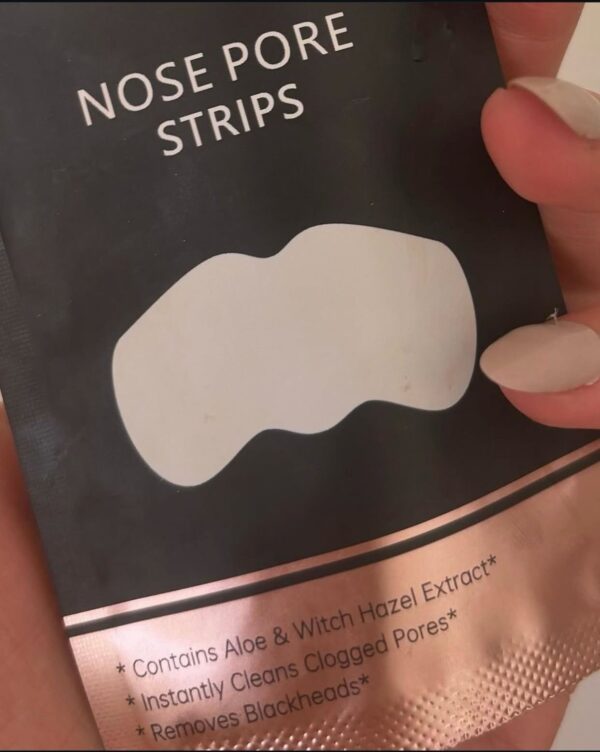 NOSE PORE
STRIPS
* Contains Aloe & Witch Hazel Extract*
* Instantly Cleans Clogged Pores*
* Removes Blackheads*